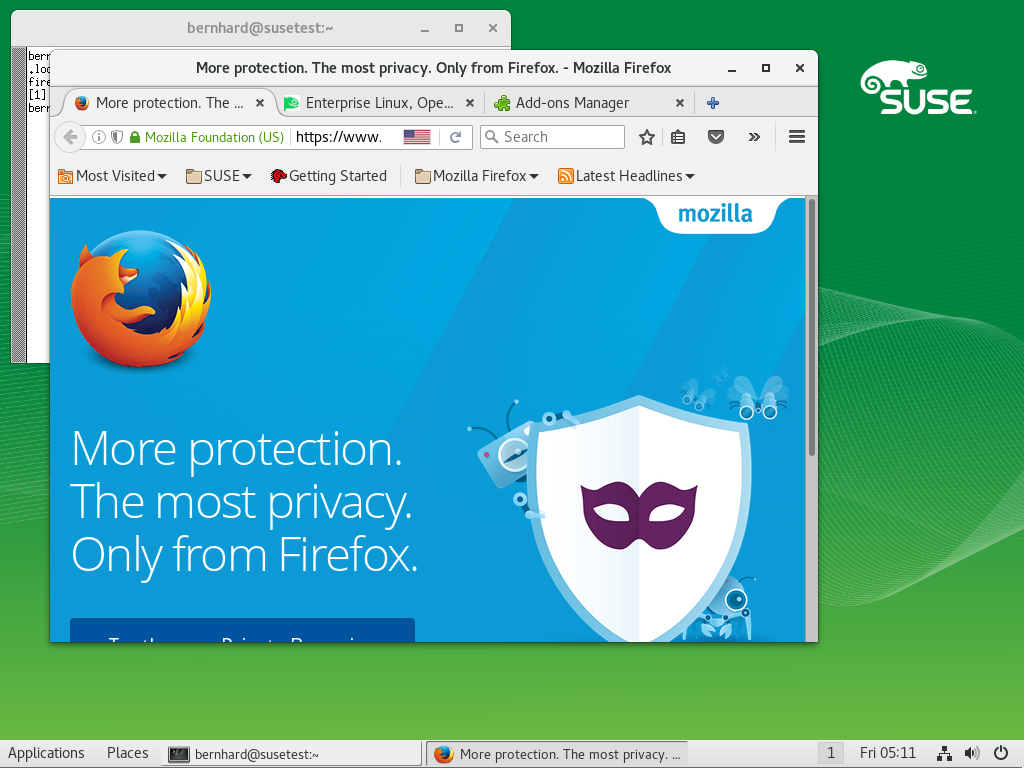 bernhard@susetest:~
bern
.loc
fire
[1]
bern
More protection. The most privacy. Only from Firefox. - Mozilla Firefox
More protection. The ...
Enterprise Linux, Ope...
Add-ons Manager
Mozilla Foundation (US)
https://www.
Search
Most Visited
SUSE
Getting Started
Mozilla Firefox
Latest Headlines
mozilla
SUSE
More protection.
The most privacy.
Only from Firefox.
Applications
Places
bernhard@susetest:~
More protection. The most privacy. ...
1
Fri 05:11